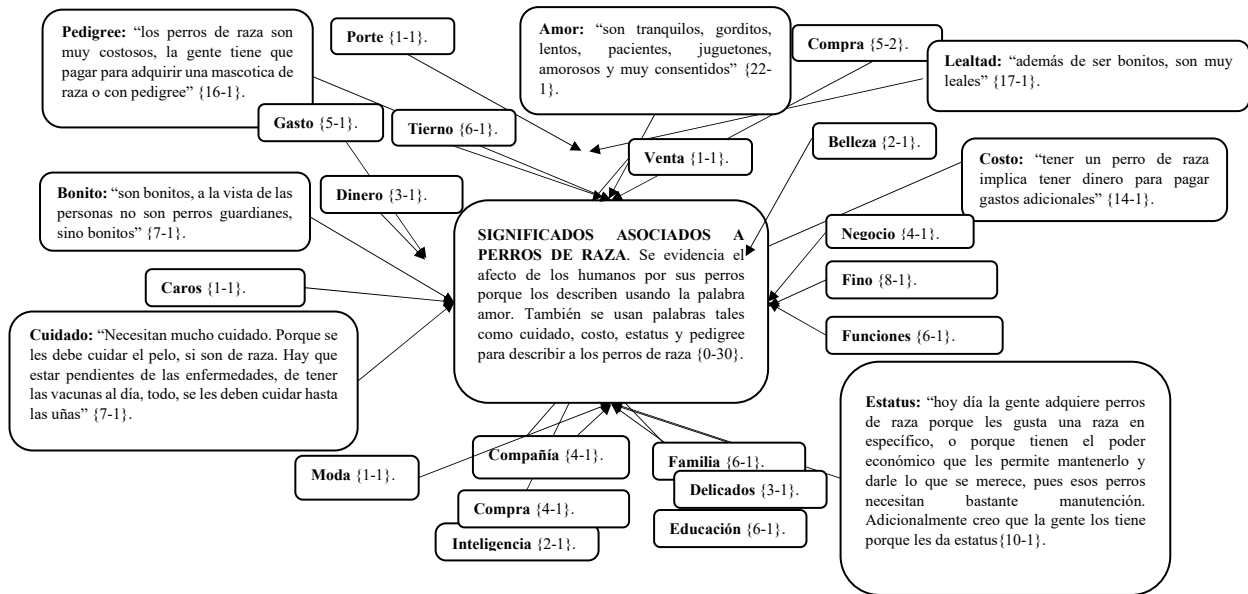 Pedigree: “los perros de raza son
muy costosos, la gente tiene que
pagar para adquirir una mascotica de
raza o con pedigree” {16-1}.
Porte {1-1}.
Amor: “son tranquilos, gorditos,
lentos, pacientes, juguetones,
amorosos y muy consentidos” {22-
1}.
Compra {5-2}.
Lealtad: “además de ser bonitos, son muy
leales” {17-1}.
Gasto {5-1}.
Tierno {6-1}.
Venta {1-1}.
Belleza {2-1}.
Costo: “tener un perro de raza
implica tener dinero para pagar
gastos adicionales” {14-1}.
Bonito: “son bonitos, a la vista de las
personas no son perros guardianes,
sino bonitos” {7-1}.
Dinero {3-1}.
SIGNIFICADOS ASOCIADOS A
PERROS DE RAZA. Se evidencia el
afecto de los humanos por sus perros
porque los describen usando la palabra
amor. También se usan palabras tales
como cuidado, costo, estatus y pedigree
para describir a los perros de raza {0-30}.
Negocio {4-1}.
Caros {1-1}.
Fino {8-1}.
Funciones {6-1}.
Cuidado: “Necesitan mucho cuidado. Porque se
les debe cuidar el pelo, si son de raza. Hay que
estar pendientes de las enfermedades, de tener
las vacunas al día, todo, se les deben cuidar hasta
las uñas” {7-1}.
Estatus: “hoy día la gente adquiere perros
de raza porque les gusta una raza en
específico, o porque tienen el poder
económico que les permite mantenerlo y
darle lo que se merece, pues esos perros
necesitan bastante manutención.
Adicionalmente creo que la gente los tiene
porque les da estatus{10-1}.
Moda {1-1}.
Compañía {4-1}.
Familia {6-1}.
Delicados {3-1}.
Compra {4-1}.
Educación {6-1}.
Inteligencia {2-1}.